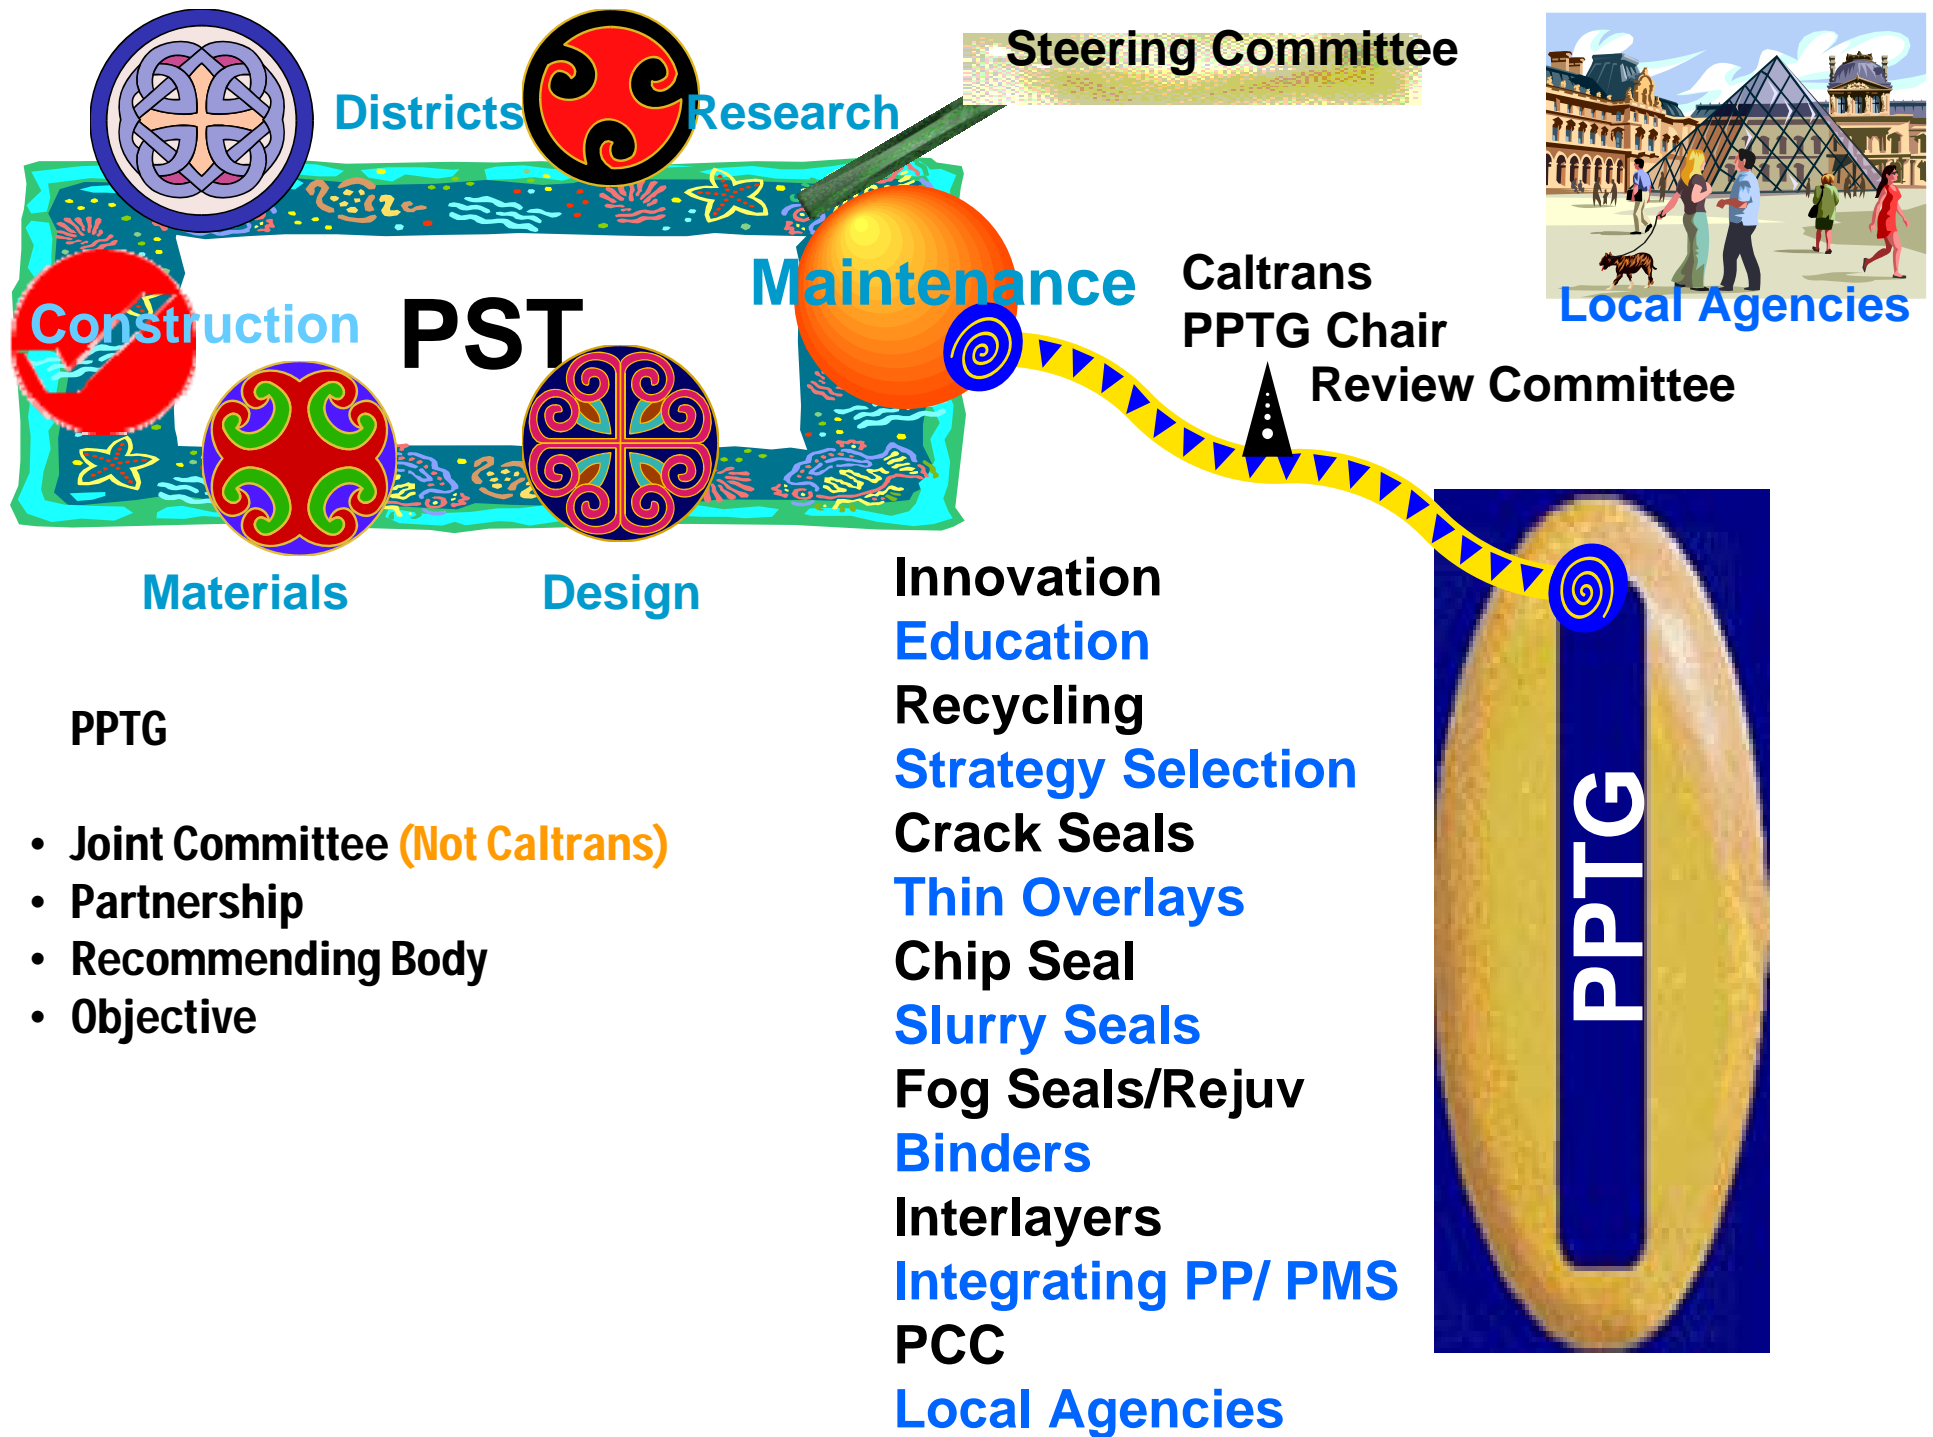 Steering Committee
Districts
Research
Maintenance
Construction
PST
Caltrans
PPTG Chair
Review Committee
Local Agencies
Materials
Design
PPTG
• Joint Committee (Not Caltrans)
• Partnership
• Recommending Body
• Objective
Innovation
Education
Recycling
Strategy Selection
Crack Seals
Thin Overlays
Chip Seal
Slurry Seals
Fog Seals/Rejuv
Binders
Interlayers
Integrating PP/ PMS
PCC
Local Agencies
PPTG